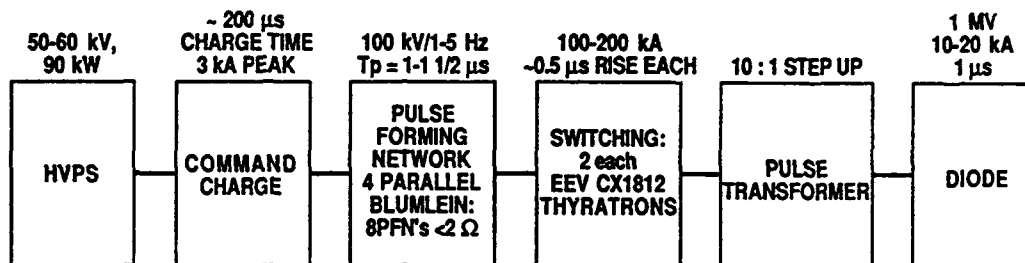 50-60 kV,
90 kW
HVPS
~ 200 µs
CHARGE TIME
3 kA PEAK
COMMAND
CHARGE
100 kV/1-5 Hz
Tp = 1-1 1/2 µs
PULSE
FORMING
NETWORK
4 PARALLEL
BLUMLEIN:
8PFN's <2 Ω
100-200 kA
~0.5 µs RISE EACH
SWITCHING:
2 each
EEV CX1812
THYRATRONS
10 : 1 STEP UP
PULSE
TRANSFORMER
1 MV
10-20 kA
1 µs
DIODE